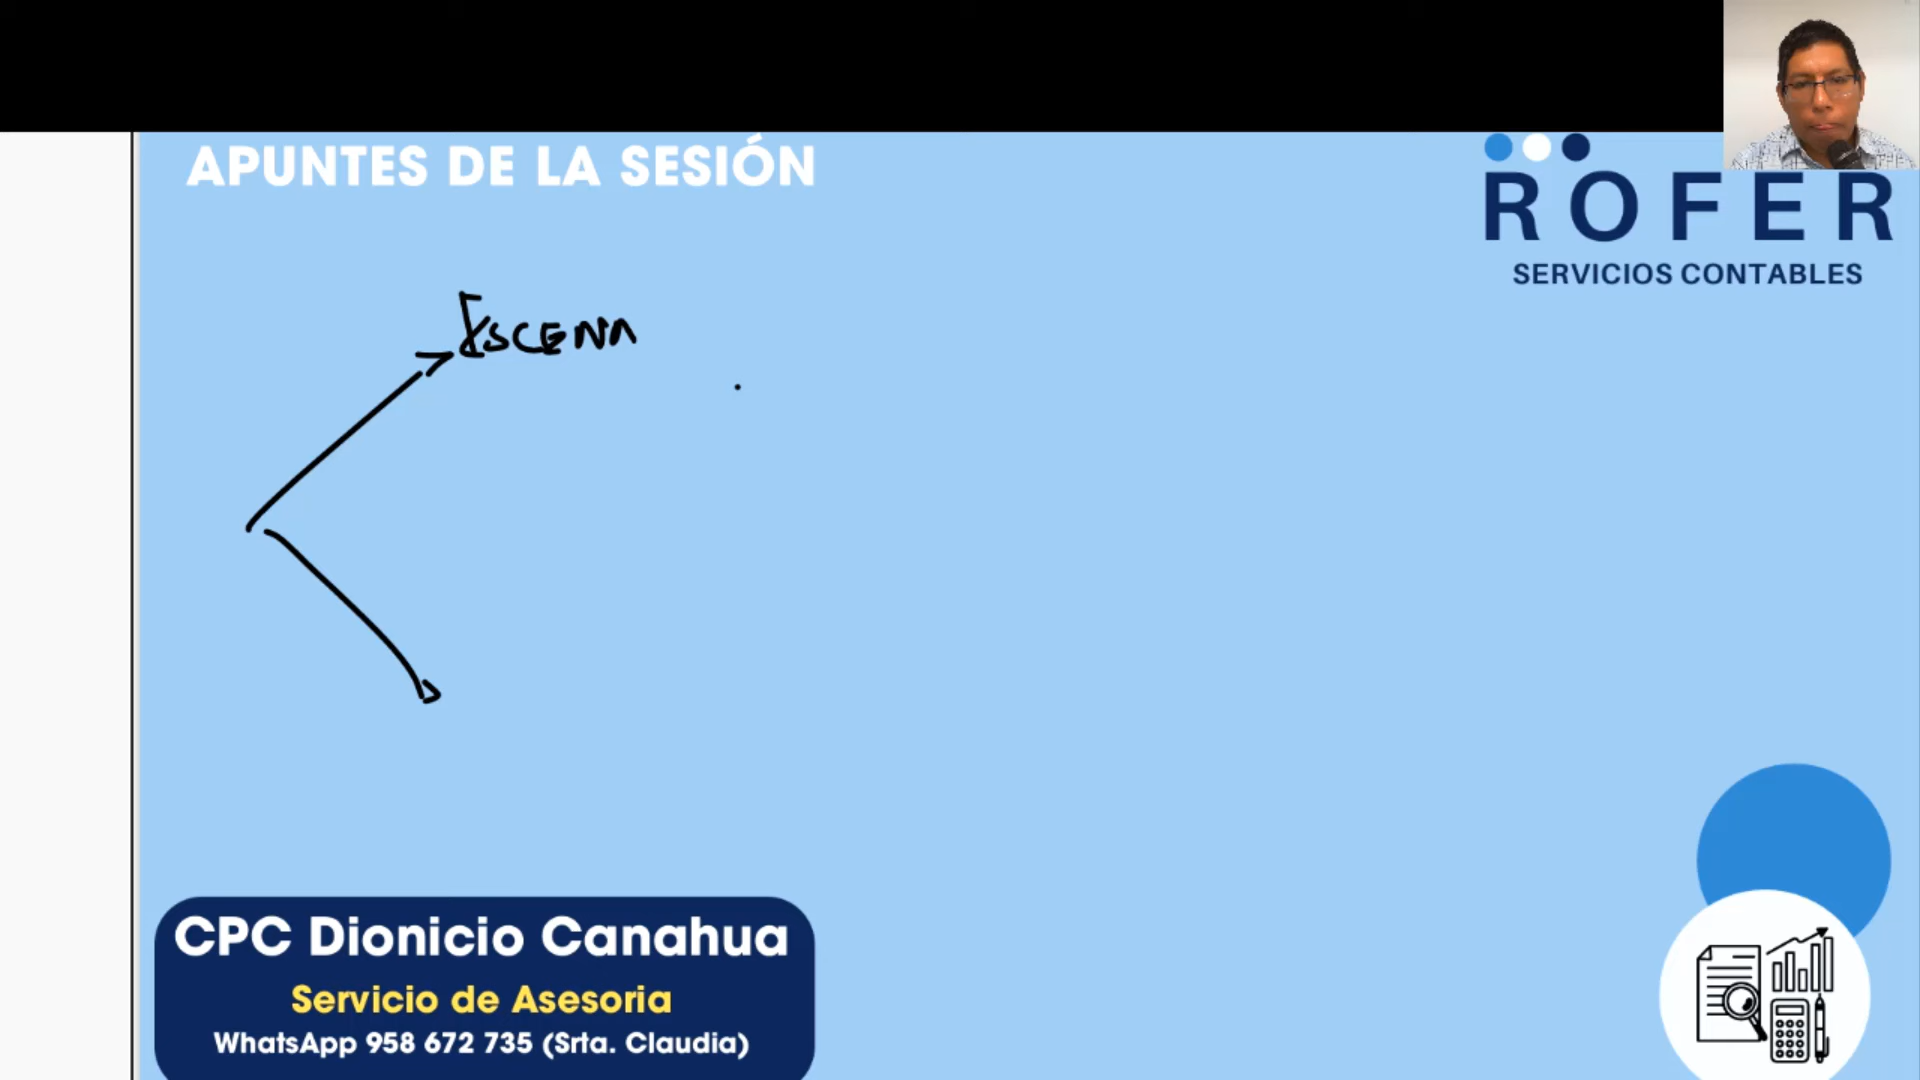 APUNTES DE LA SESIÓN
ROFER
SERVICIOS CONTABLES
ESCENA
CPC Dionicio Canahua
Servicio de Asesoria
WhatsApp 958 672 735 (Srta. Claudia)